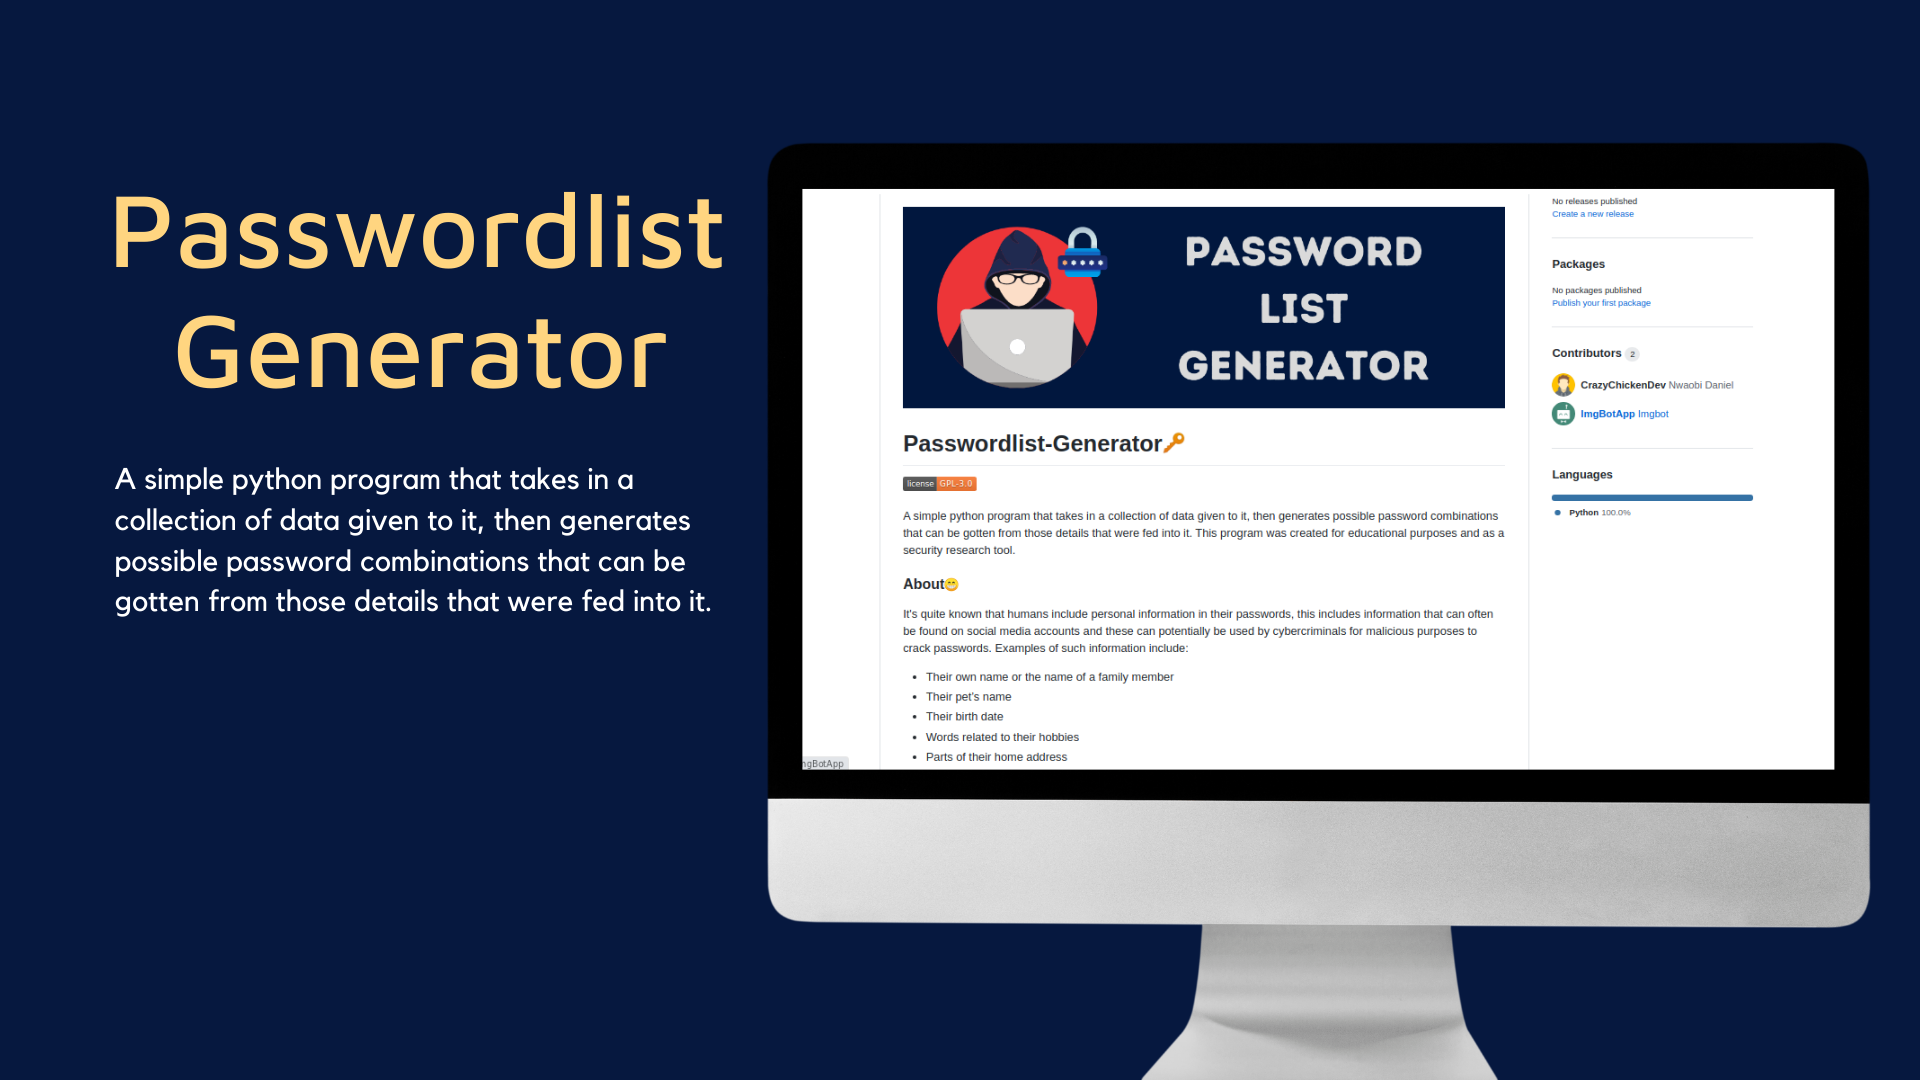 Passwordlist
Generator
A simple python program that takes in a
collection of data given to it, then generates
possible password combinations that can be
gotten from those details that were fed into it.
PASSWORD
LIST
GENERATOR
Passwordlist-Generator🔑
license GPL-3.0
A simple python program that takes in a collection of data given to it, then generates possible password combinations
that can be gotten from those details that were fed into it. This program was created for educational purposes and as a
security research tool.
About😁
It's quite known that humans include personal information in their passwords, this includes information that can often
be found on social media accounts and these can potentially be used by cybercriminals for malicious purposes to
crack passwords. Examples of such information include:
• Their own name or the name of a family member
• Their pet's name
• Their birth date
• Words related to their hobbies
• Parts of their home address
ngBotApp
No releases published
Create a new release
Packages
No packages published
Publish your first package
Contributors 2
CrazyChickenDev Nwaobi Daniel
ImgBotApp Imgbot
Languages
Python 100.0%